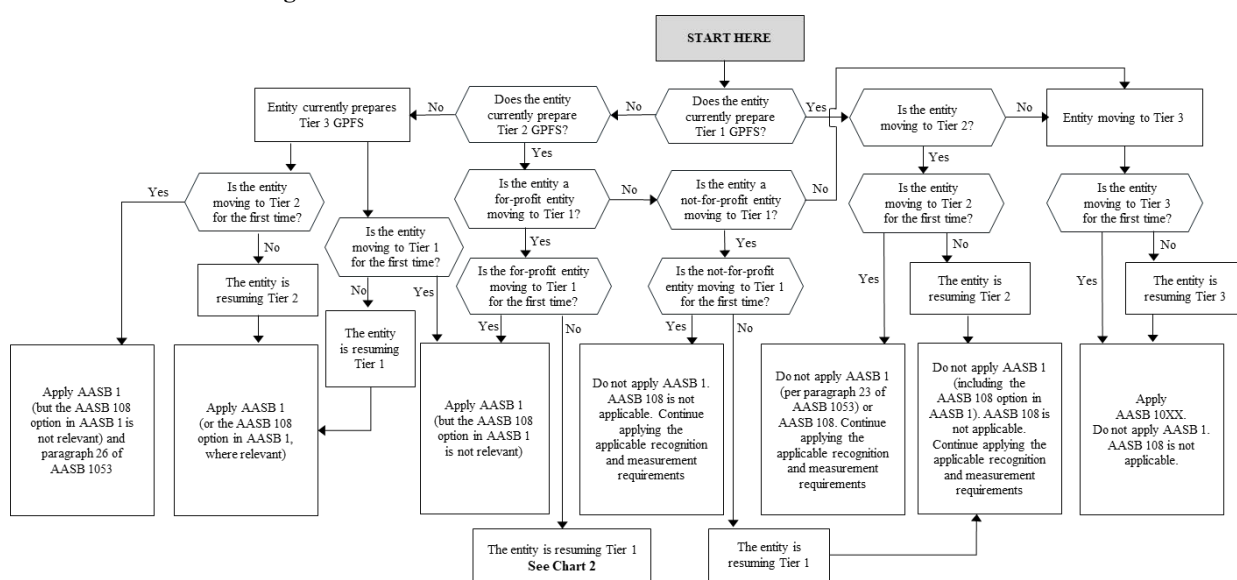 START HERE
Entity currently prepares
Tier 3 GPFS
No
Does the entity
currently prepare
Tier 2 GPFS?
No
Does the entity
currently prepare
Tier 1 GPFS?
Yes
Is the entity
moving to Tier 2?
No
Entity moving to Tier 3
Yes
Yes
Yes
Is the entity
moving to Tier 2
for the first time?
Is the entity a
for-profit entity
moving to Tier 1?
No
Is the entity a
not-for-profit entity
moving to Tier 1?
No
Is the entity
moving to Tier 2
for the first time?
Is the entity
moving to Tier 3
for the first time?
No
Is the entity
moving to Tier 1
for the first time?
Yes
Yes
No
No
The entity is
resuming Tier 2
No
Yes
Is the for-profit entity
moving to Tier 1
for the first time?
Is the not-for-profit
entity moving to Tier 1
for the first time?
Yes
The entity is
resuming Tier 2
Yes
The entity is
resuming Tier 3
The entity
is resuming
Tier 1
Yes
No
Yes
No
Apply AASB 1
(but the AASB 108
option in AASB 1 is
not relevant) and
paragraph 26 of
AASB 1053
Apply AASB 1
(or the AASB 108
option in AASB 1,
where relevant)
Apply AASB 1
(but the AASB 108
option in AASB 1
is not relevant)
Do not apply AASB 1.
AASB 108 is not
applicable. Continue
applying the
applicable recognition
and measurement
requirements
Do not apply AASB 1
(per paragraph 23 of
AASB 1053) or
AASB 108. Continue
applying the
applicable recognition
and measurement
requirements
Do not apply AASB 1
(including the
AASB 108 option in
AASB 1). AASB 108 is
not applicable.
Continue applying the
applicable recognition
and measurement
requirements
Apply
AASB 10XX.
Do not apply AASB 1.
AASB 108 is not
applicable.
The entity is resuming Tier 1
See Chart 2
The entity is
resuming Tier 1